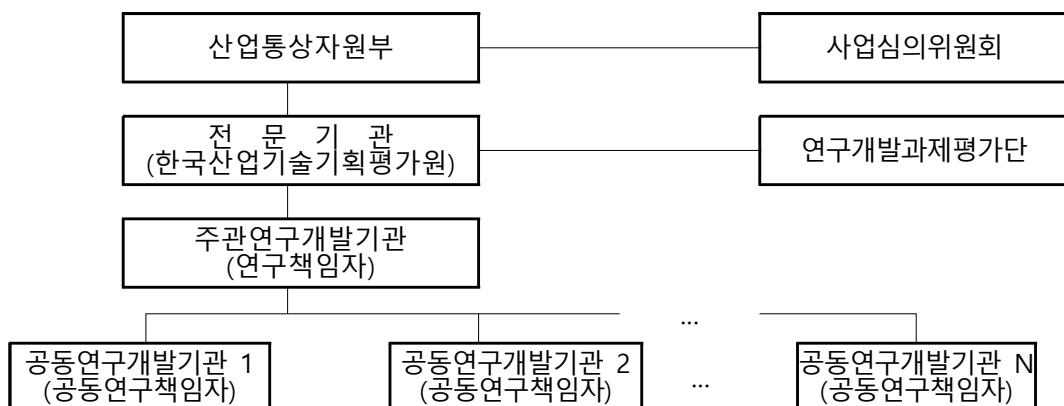 산업통상자원부
사업심의위원회
전 문 기 관
(한국산업기술기획평가원)
연구개발과제평가단
주관연구개발기관
(연구책임자)
...
공동연구개발기관 1
(공동연구책임자)
공동연구개발기관 2
(공동연구책임자)
...
공동연구개발기관 N
(공동연구책임자)